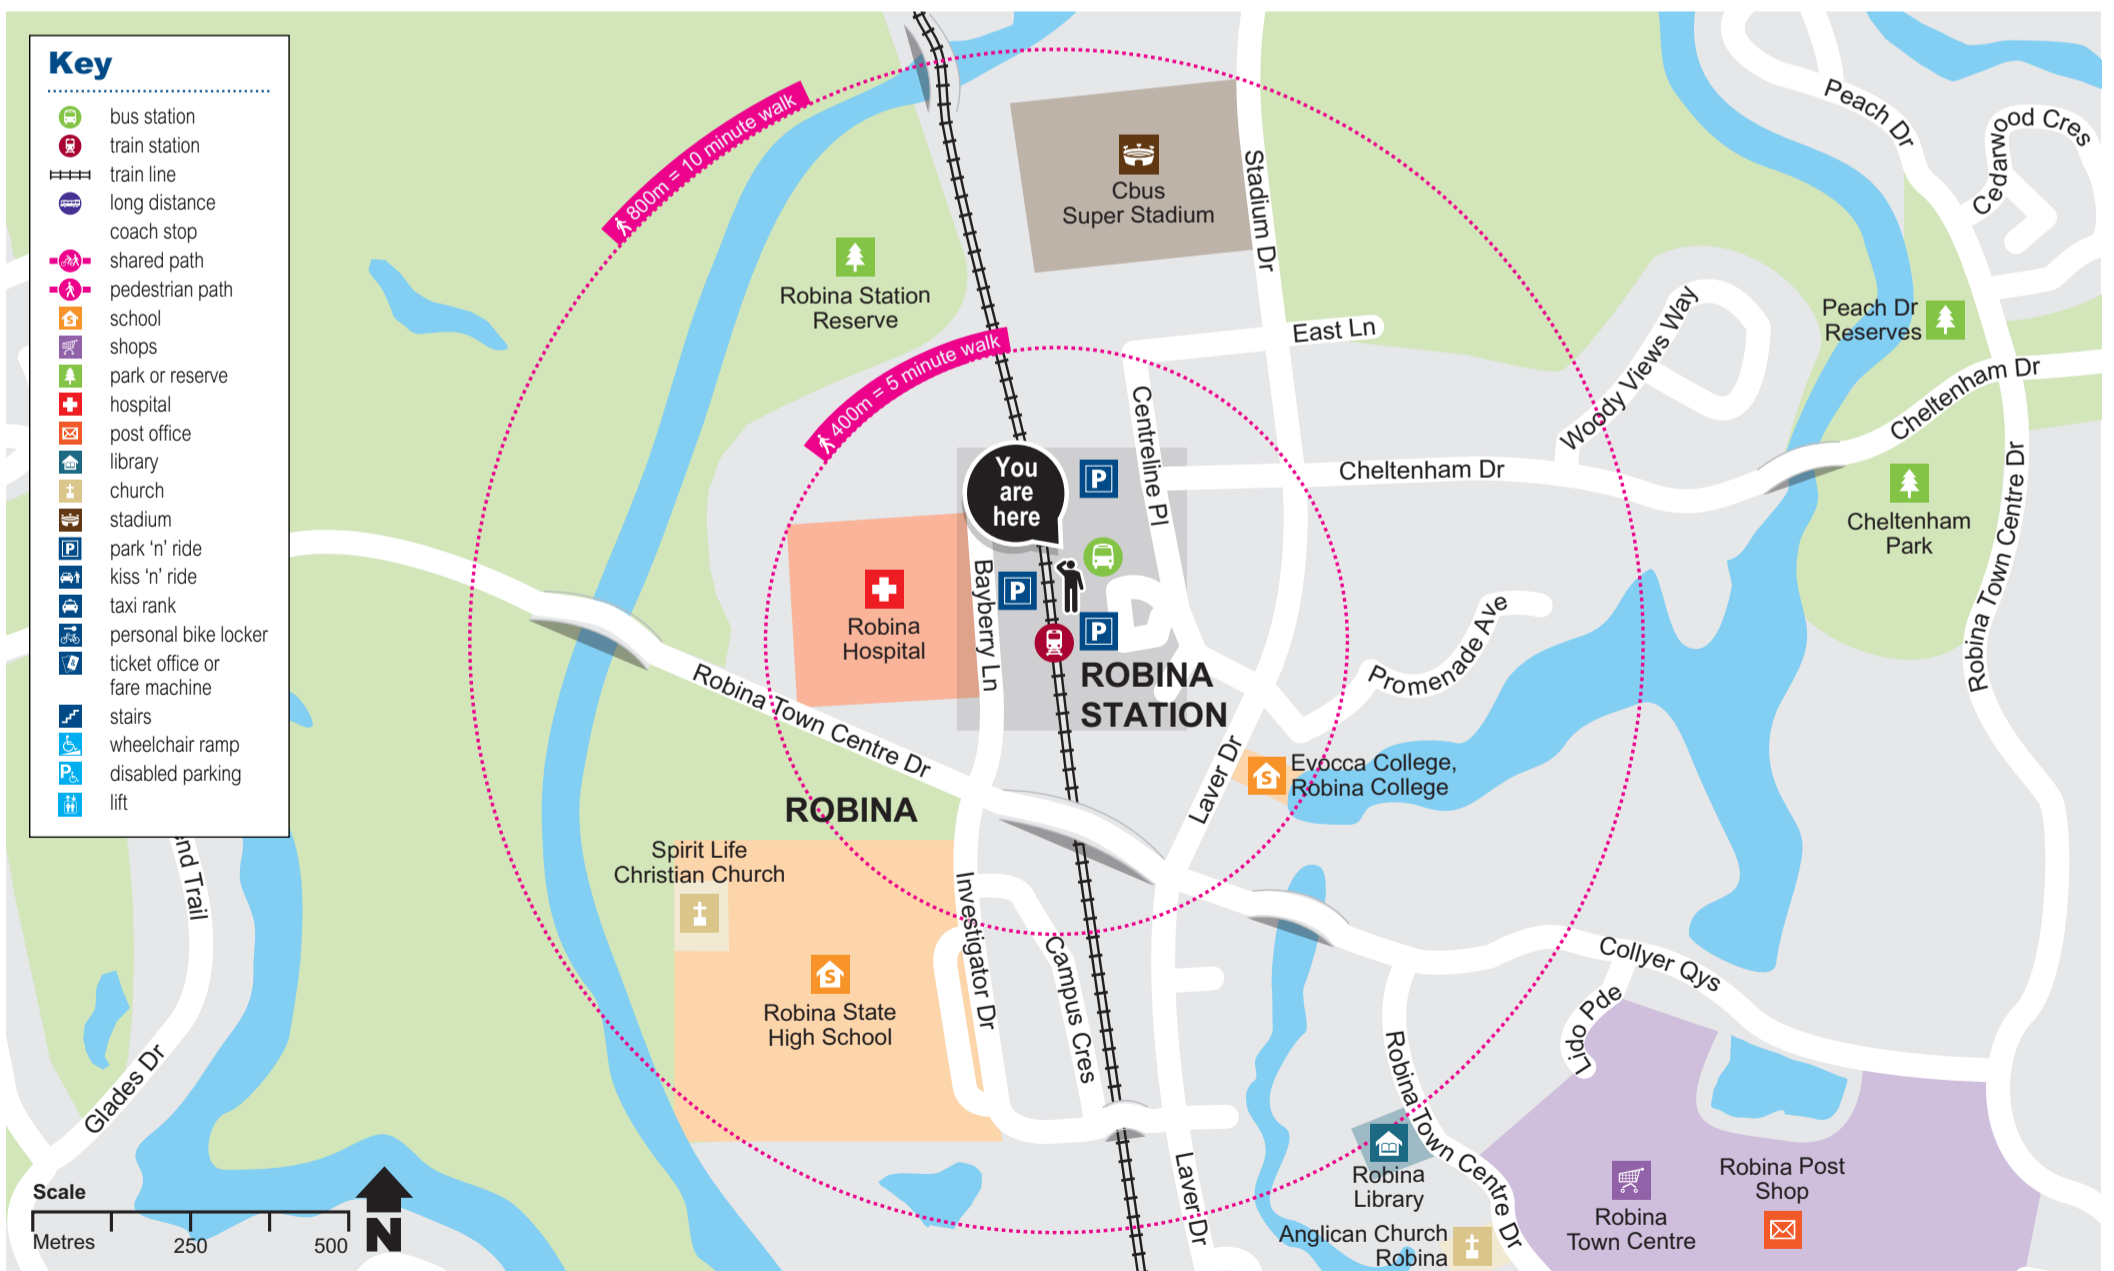 Key
bus station
train station
train line
long distance
coach stop
shared path
pedestrian path
school
shops
park or reserve
hospital
post office
library
church
stadium
park ‘n’ ride
kiss ‘n’ ride
taxi rank
personal bike locker
ticket office or
fare machine
stairs
wheelchair ramp
disabled parking
lift
800m = 10 minute walk
400m = 5 minute walk
Cbus
Super Stadium
Stadium Dr
Peach Dr
Cedarwood Cres
Robina Station
Reserve
East Ln
Woody Views Way
Peach Dr
Reserves
Cheltenham Dr
Centreline Pl
Cheltenham Dr
Cheltenham
Park
Robina Town Centre Dr
You
are
here
P
P
P
Bayberry Ln
Robina
Hospital
ROBINA
STATION
Promenade Ave
Robina Town Centre Dr
Laver Dr
Evocca College,
Robina College
S
ROBINA
Spirit Life
Christian Church
Investigator Dr
Campus Cres
S
Robina State
High School
Collyer Qys
Lipo Pde
Robina Town Centre Dr
Robina
Library
Laver Dr
Anglican Church
Robina
Robina
Town Centre
Robina Post
Shop
nd Trail
Glades Dr
Scale
Metres
250
500
N